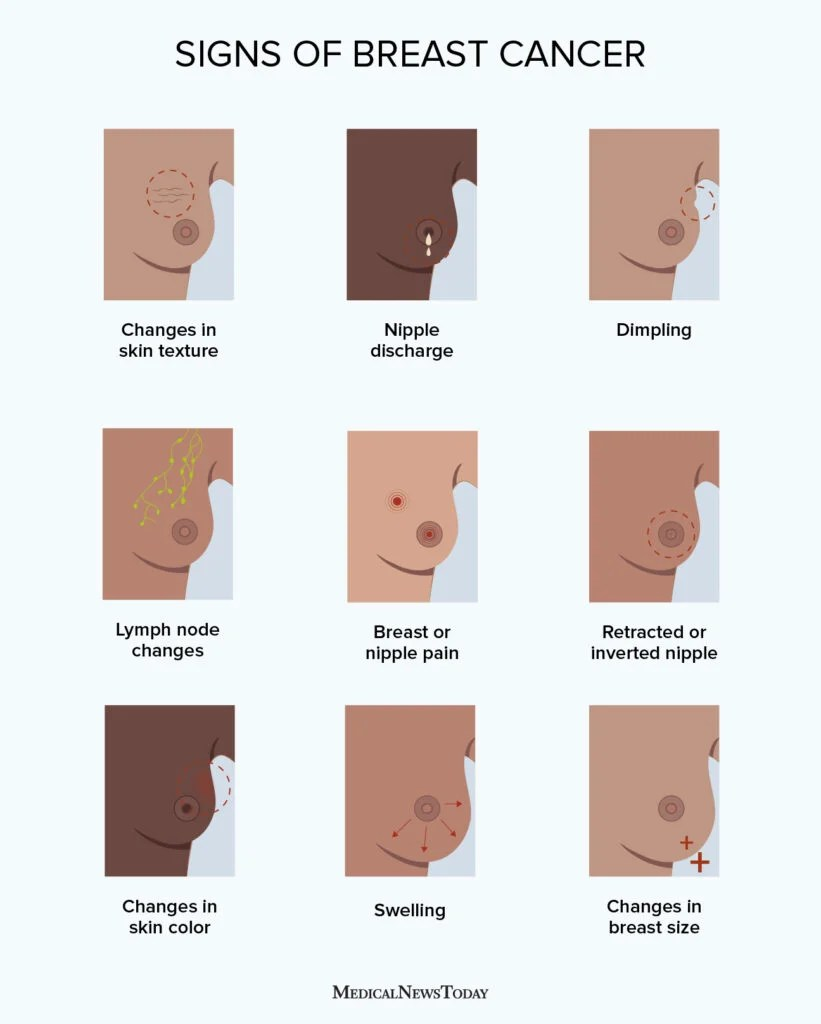 SIGNS OF BREAST CANCER
Changes in
skin texture
Nipple
discharge
Dimpling
Lymph node
changes
Breast or
nipple pain
Retracted or
inverted nipple
Changes in
skin color
Swelling
Changes in
breast size
MEDICALNEWSTODAY